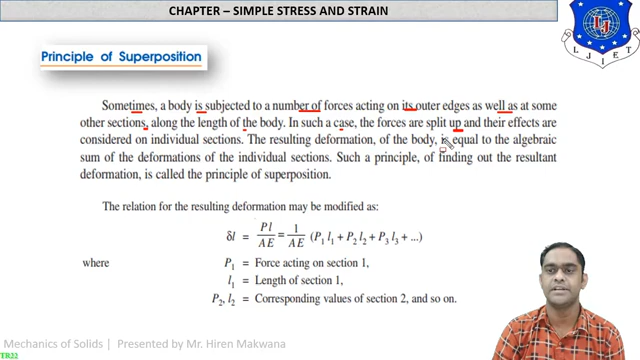 CHAPTER – SIMPLE STRESS AND STRAIN
LJIET
Principle of Superposition
Sometimes, a body is subjected to a number of forces acting on its outer edges as well as at some
other sections, along the length of the body. In such a case, the forces are split up and their effects are
considered on individual sections. The resulting deformation, of the body, is equal to the algebraic
sum of the deformations of the individual sections. Such a principle, of finding out the resultant
deformation, is called the principle of superposition.
The relation for the resulting deformation may be modified as:
δl = Pl/AE = 1/AE (P₁ l₁ + P₂ l₂ + P₃ l₃ + ...)
where P₁ = Force acting on section 1,
l₁ = Length of section 1,
P₂, l₂ = Corresponding values of section 2, and so on.
Mechanics of Solids | Presented by Mr. Hiren Makwana
TR22